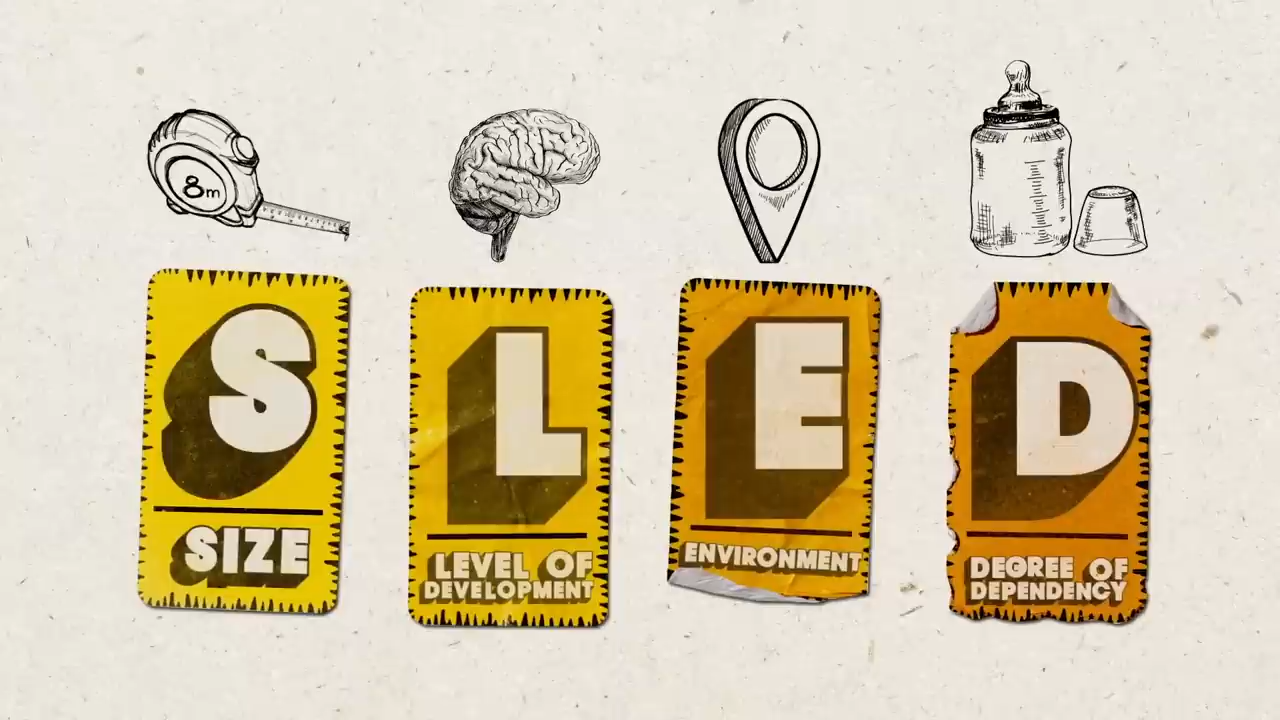 8m
S
SIZE
L
LEVEL OF
DEVELOPMENT
E
ENVIRONMENT
D
DEGREE OF
DEPENDENCY